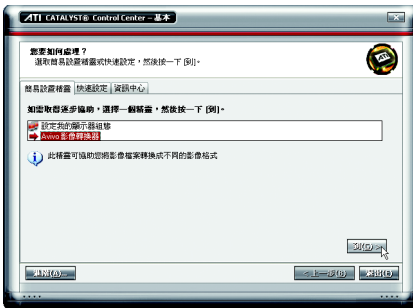 ATI CATALYST® Control Center – 基本
您要如何處理？
選取簡易設置精靈或快速設定，然後按一下 [到]。
ATI
簡易設置精靈 快速設定 資訊中心
如需取得逐步協助，選擇一個精靈，然後按一下 [到]。
設定我的顯示器組態
Avivo 影像轉換器
此精靈可協助您將影像檔案轉換成不同的影像格式
到(G) >
進階(A)...
<上一步(B)